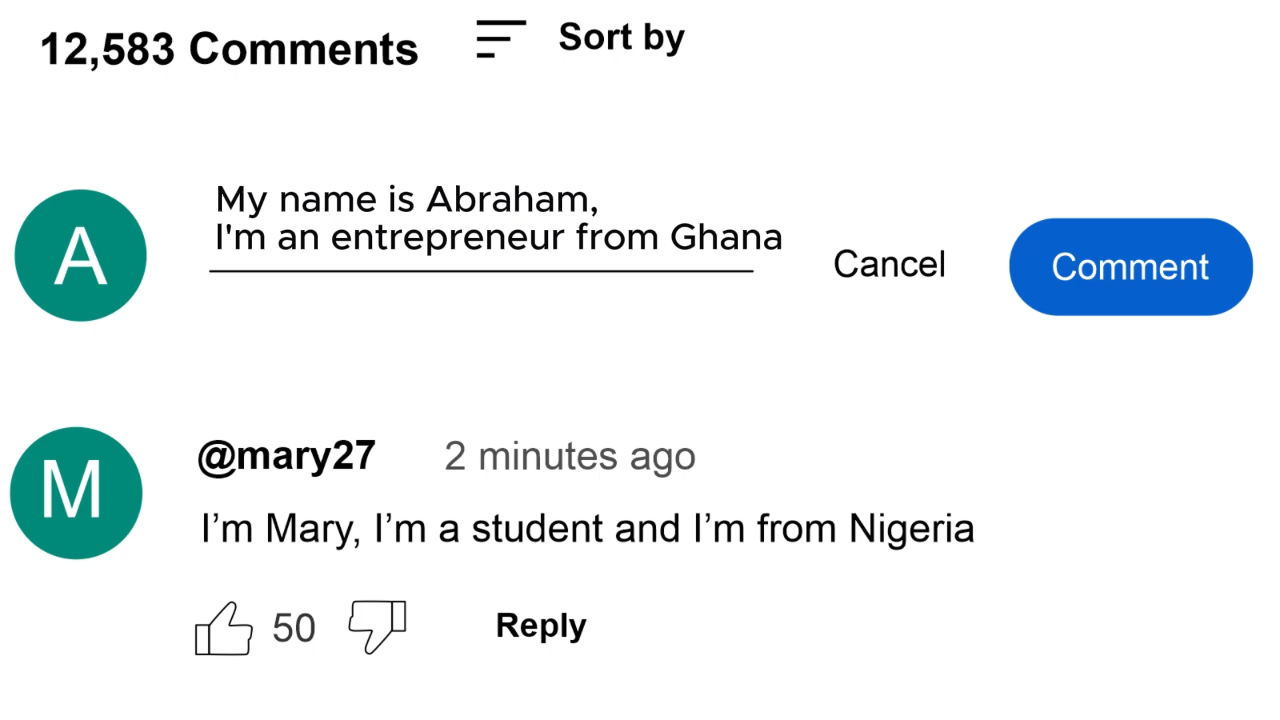 12,583 Comments
Sort by
A
My name is Abraham,
I'm an entrepreneur from Ghana
Cancel
Comment
M
@mary27 2 minutes ago
I’m Mary, I’m a student and I’m from Nigeria
50
Reply